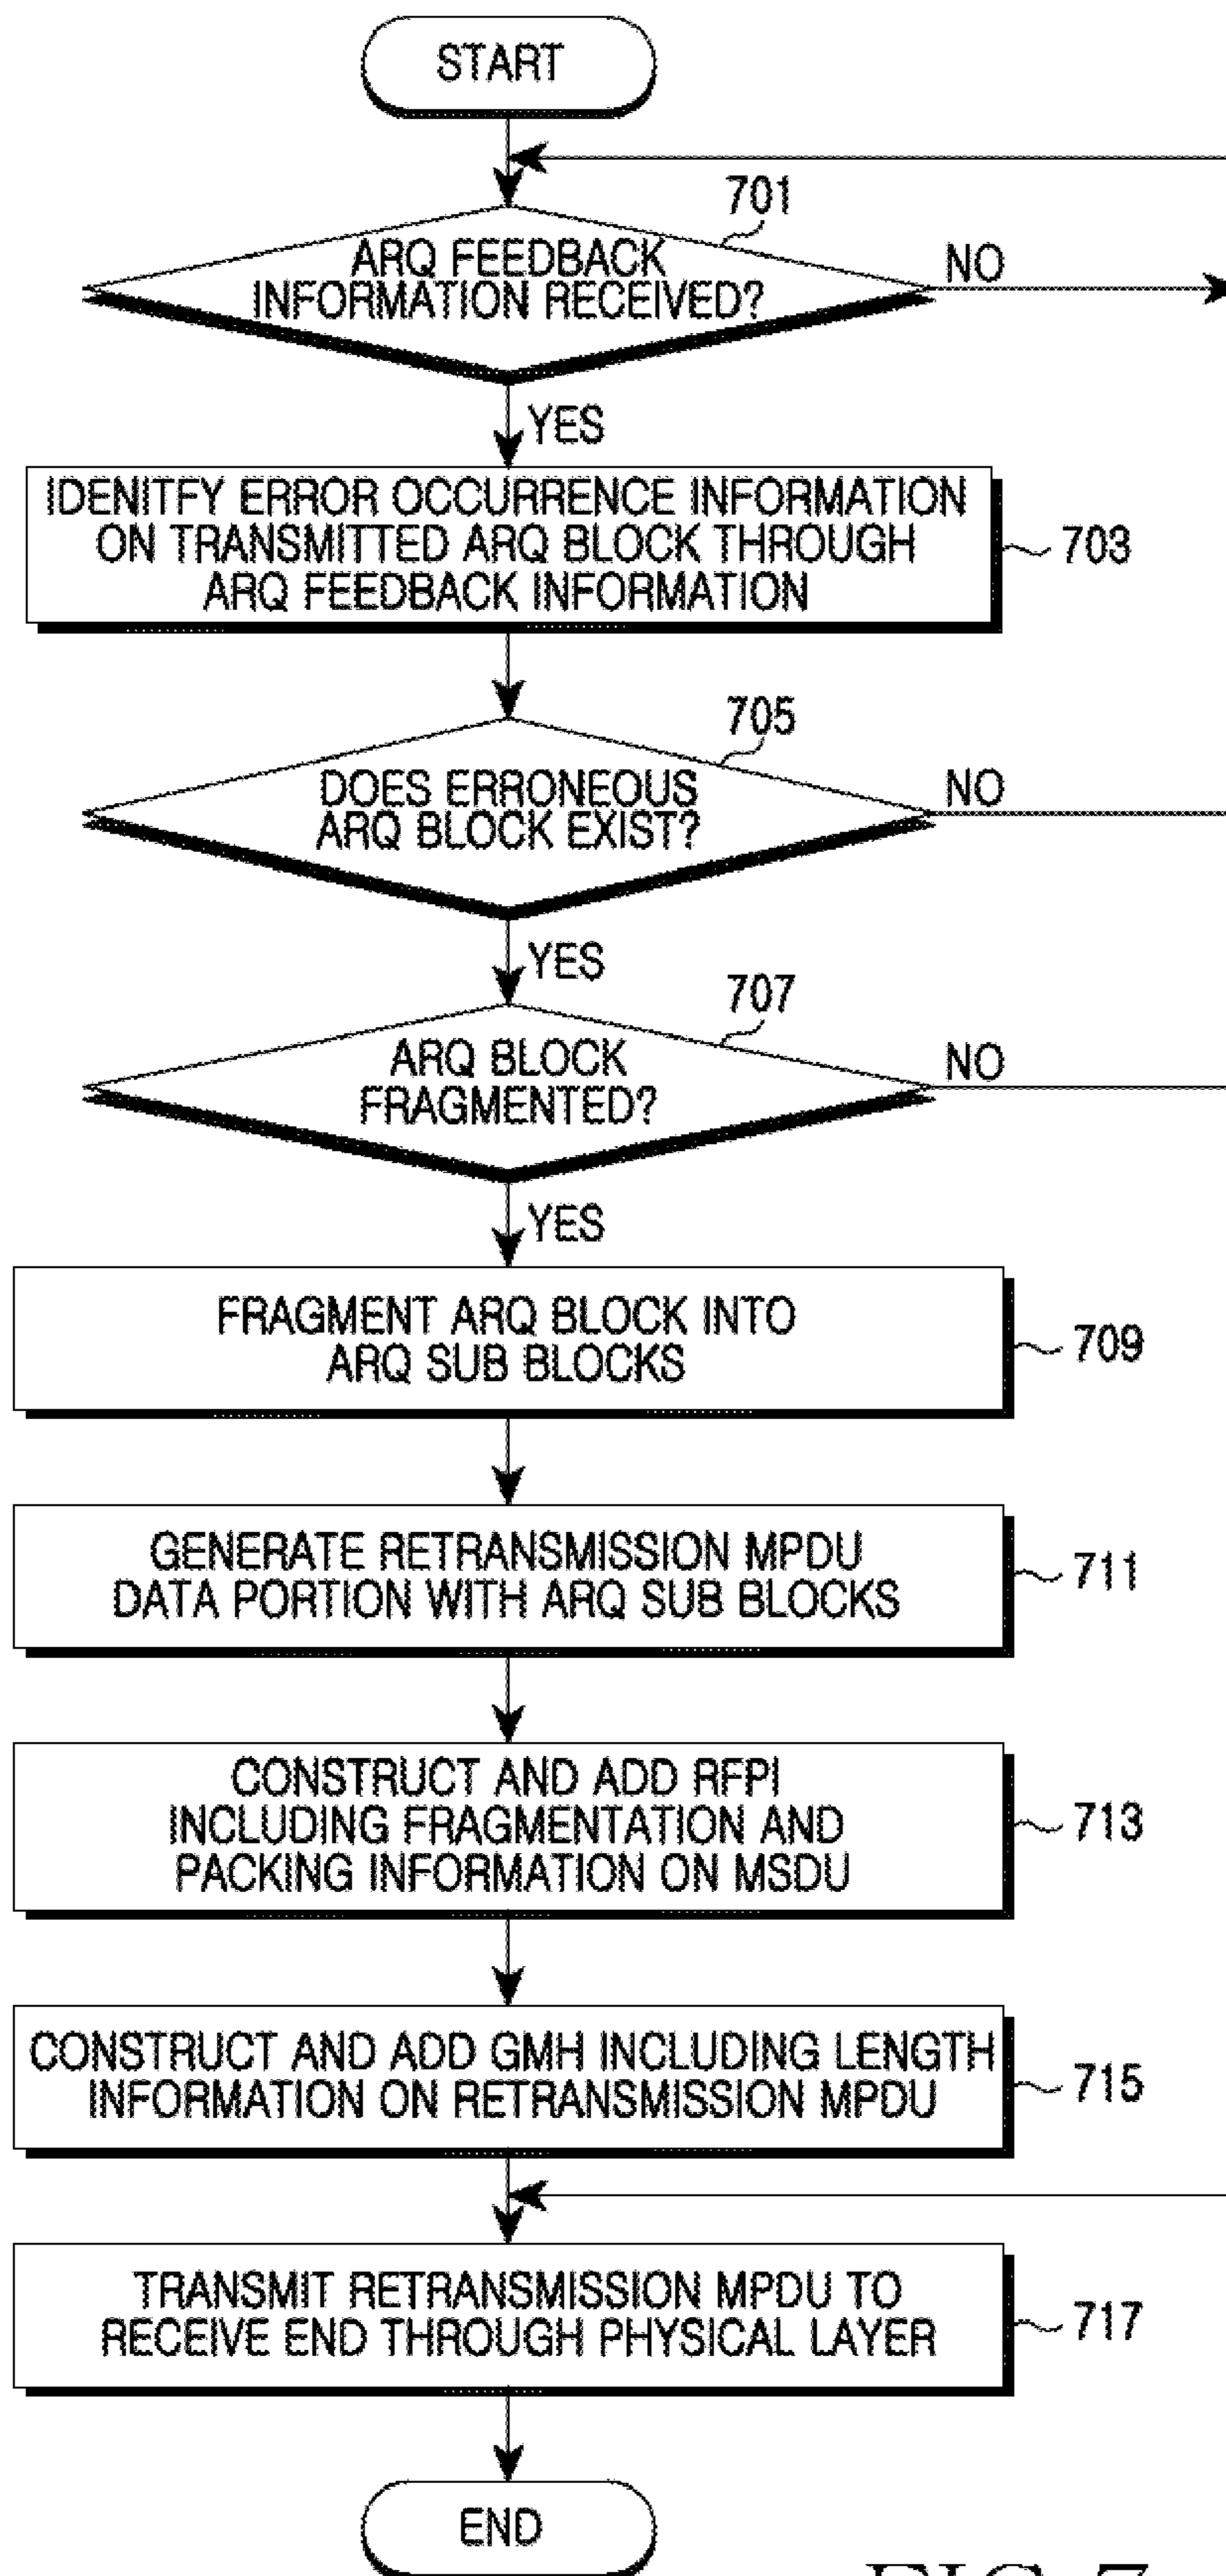 START
701
ARQ FEEDBACK
INFORMATION RECEIVED?
NO
YES
IDENITFY ERROR OCCURRENCE INFORMATION
ON TRANSMITTED ARQ BLOCK THROUGH
ARQ FEEDBACK INFORMATION
703
705
DOES ERRONEOUS
ARQ BLOCK EXIST?
NO
YES
707
ARQ BLOCK
FRAGMENTED?
NO
YES
FRAGMENT ARQ BLOCK INTO
ARQ SUB BLOCKS
709
GENERATE RETRANSMISSION MPDU
DATA PORTION WITH ARQ SUB BLOCKS
711
CONSTRUCT AND ADD RFPI
INCLUDING FRAGMENTATION AND
PACKING INFORMATION ON MSDU
713
CONSTRUCT AND ADD GMH INCLUDING LENGTH
INFORMATION ON RETRANSMISSION MPDU
715
TRANSMIT RETRANSMISSION MPDU TO
RECEIVE END THROUGH PHYSICAL LAYER
717
END